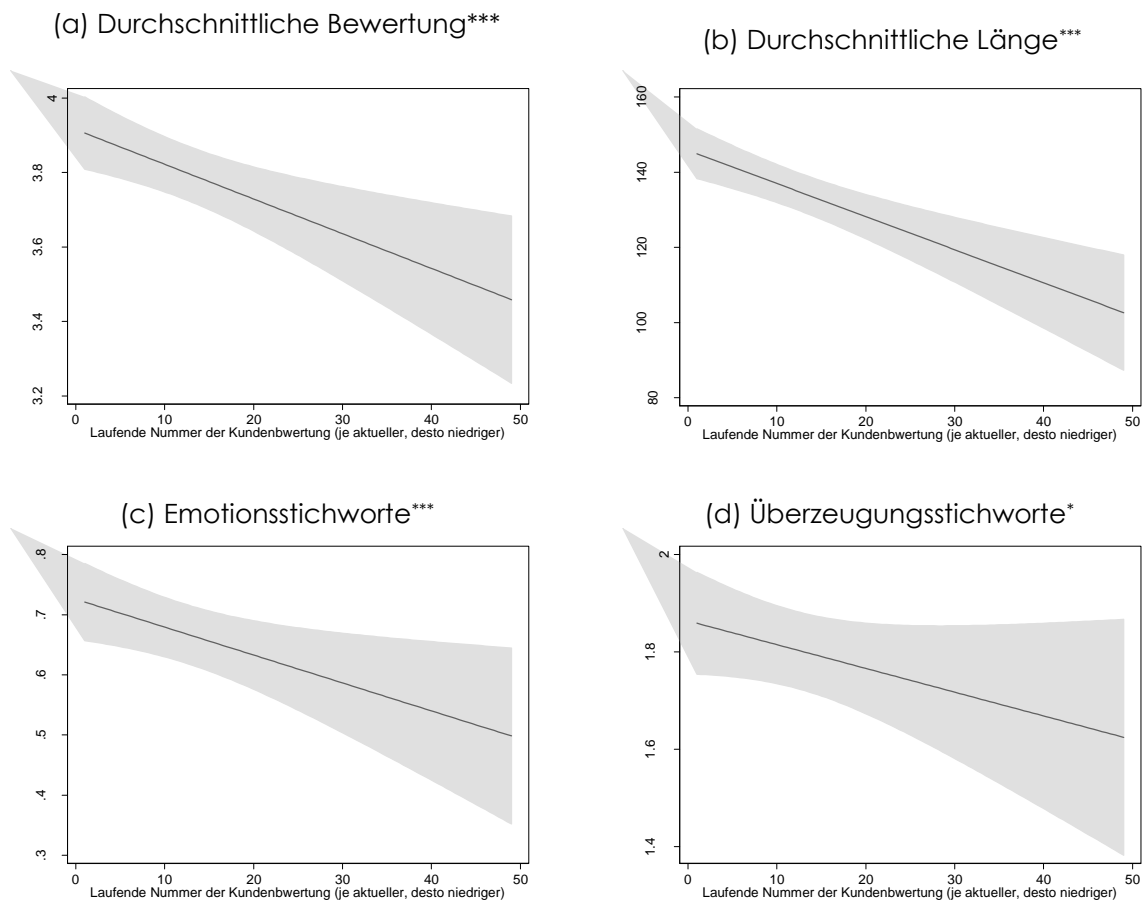 (a) Durchschnittliche Bewertung***
4
3.8
3.6
3.4
3.2
0 10 20 30 40 50
Laufende Nummer der Kundenbwertung (je aktueller, desto niedriger)
(b) Durchschnittliche Länge***
160
140
120
100
80
0 10 20 30 40 50
Laufende Nummer der Kundenbwertung (je aktueller, desto niedriger)
(c) Emotionsstichworte***
.8
.7
.6
.5
.4
.3
0 10 20 30 40 50
Laufende Nummer der Kundenbwertung (je aktueller, desto niedriger)
(d) Überzeugungsstichworte*
2
1.8
1.6
1.4
0 10 20 30 40 50
Laufende Nummer der Kundenbwertung (je aktueller, desto niedriger)